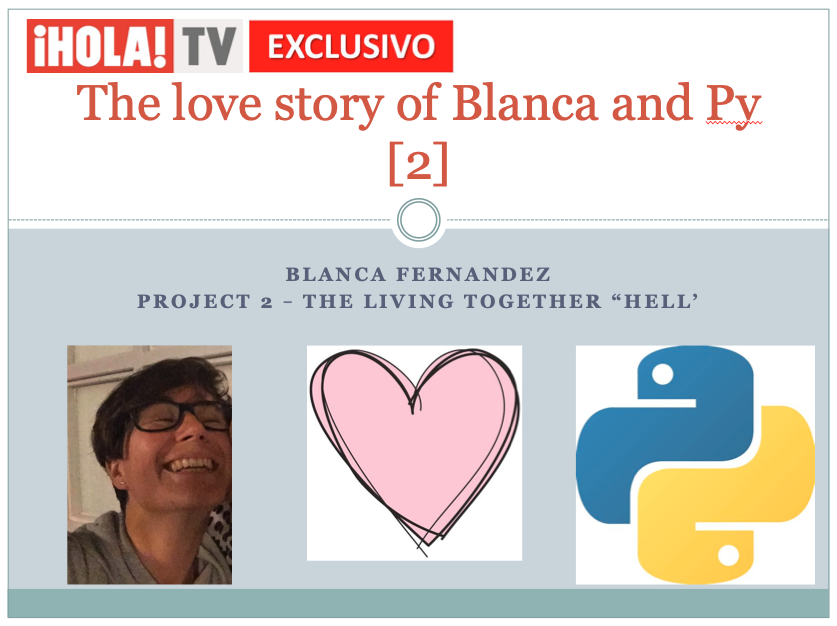 ¡HOLA! TV EXCLUSIVO
The love story of Blanca and Py
[2]
BLANCA FERNANDEZ
PROJECT 2 – THE LIVING TOGETHER “HELL’